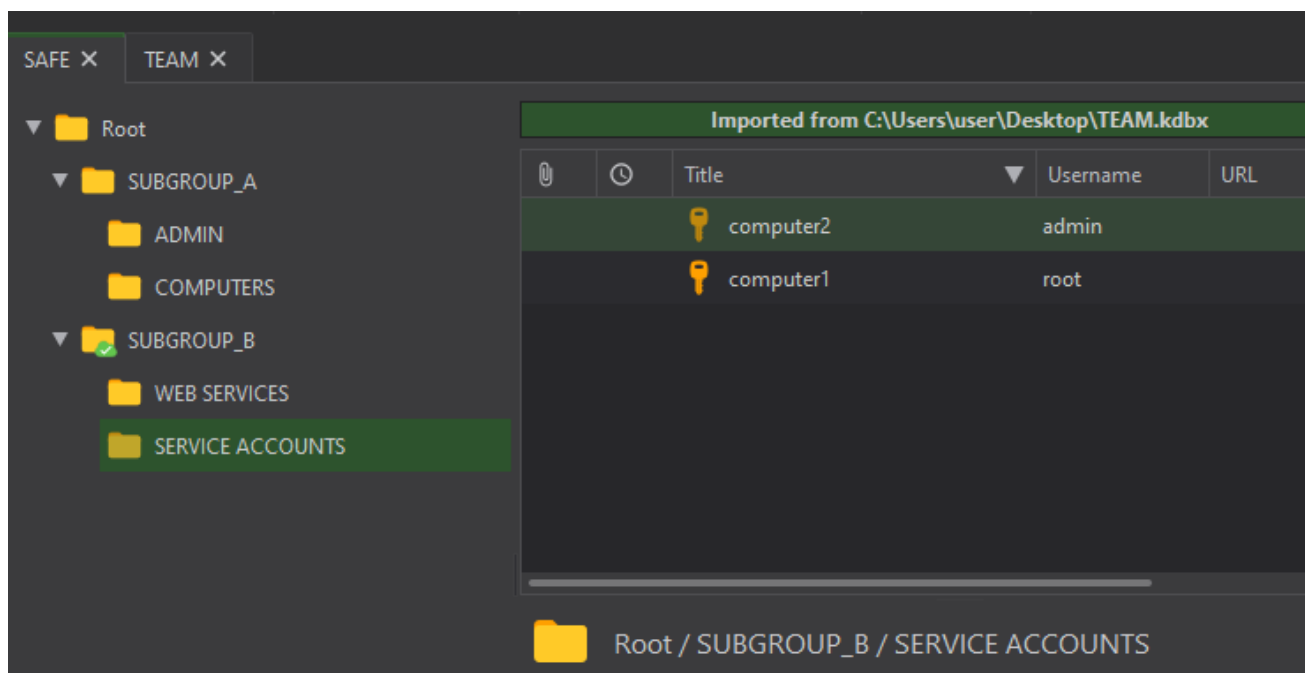 SAFE ✕ TEAM ✕
Root
SUBGROUP_A
ADMIN
COMPUTERS
SUBGROUP_B
WEB SERVICES
SERVICE ACCOUNTS
Imported from C:\Users\user\Desktop\TEAM.kdbx
Title Username URL
computer2 admin
computer1 root
Root / SUBGROUP_B / SERVICE ACCOUNTS